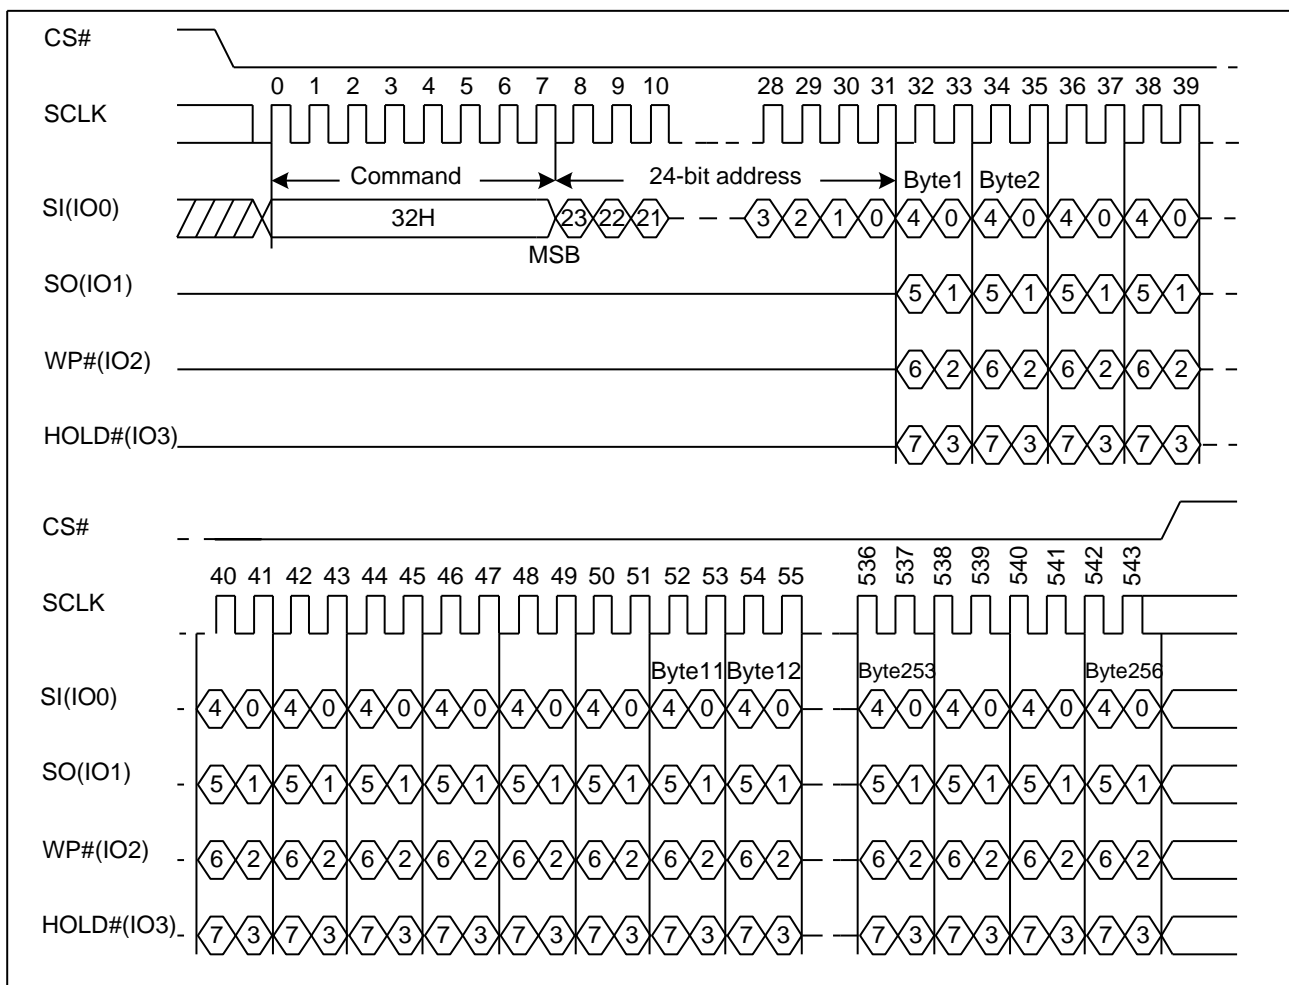 CS#
0 1 2 3 4 5 6 7 8 9 10 28 29 30 31 32 33 34 35 36 37 38 39
SCLK
Command 24-bit address Byte1 Byte2
SI(IO0) 32H 23 22 21 3 2 1 0 4 0 4 0 4 0 4 0
MSB
SO(IO1) 5 1 5 1 5 1 5 1
WP#(IO2) 6 2 6 2 6 2 6 2
HOLD#(IO3) 7 3 7 3 7 3 7 3
CS#
40 41 42 43 44 45 46 47 48 49 50 51 52 53 54 55 536 537 538 539 540 541 542 543
SCLK
Byte11 Byte12 Byte253 Byte256
SI(IO0) 4 0 4 0 4 0 4 0 4 0 4 0 4 0 4 0 4 0 4 0 4 0 4 0
SO(IO1) 5 1 5 1 5 1 5 1 5 1 5 1 5 1 5 1 5 1 5 1 5 1 5 1
WP#(IO2) 6 2 6 2 6 2 6 2 6 2 6 2 6 2 6 2 6 2 6 2 6 2 6 2
HOLD#(IO3) 7 3 7 3 7 3 7 3 7 3 7 3 7 3 7 3 7 3 7 3 7 3 7 3